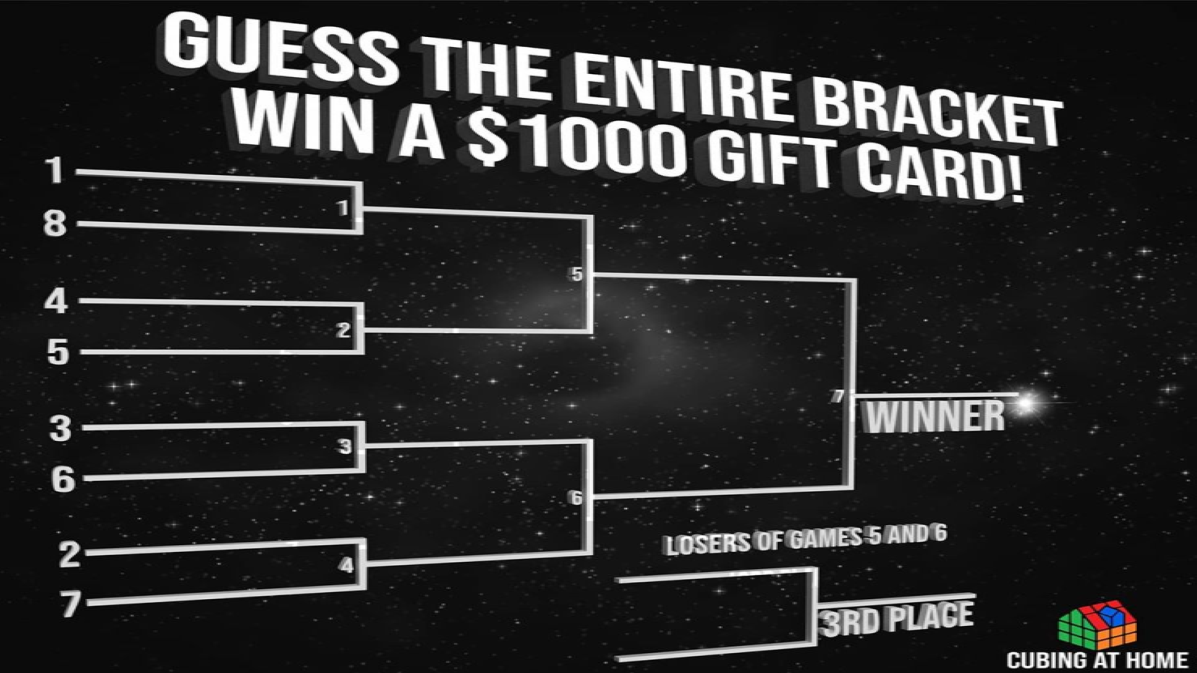 GUESS THE ENTIRE BRACKET
WIN A $1000 GIFT CARD!
1
8
1
4
5
2
5
3
6
3
2
7
4
6
7
WINNER
LOSERS OF GAMES 5 AND 6
3RD PLACE
CUBING AT HOME